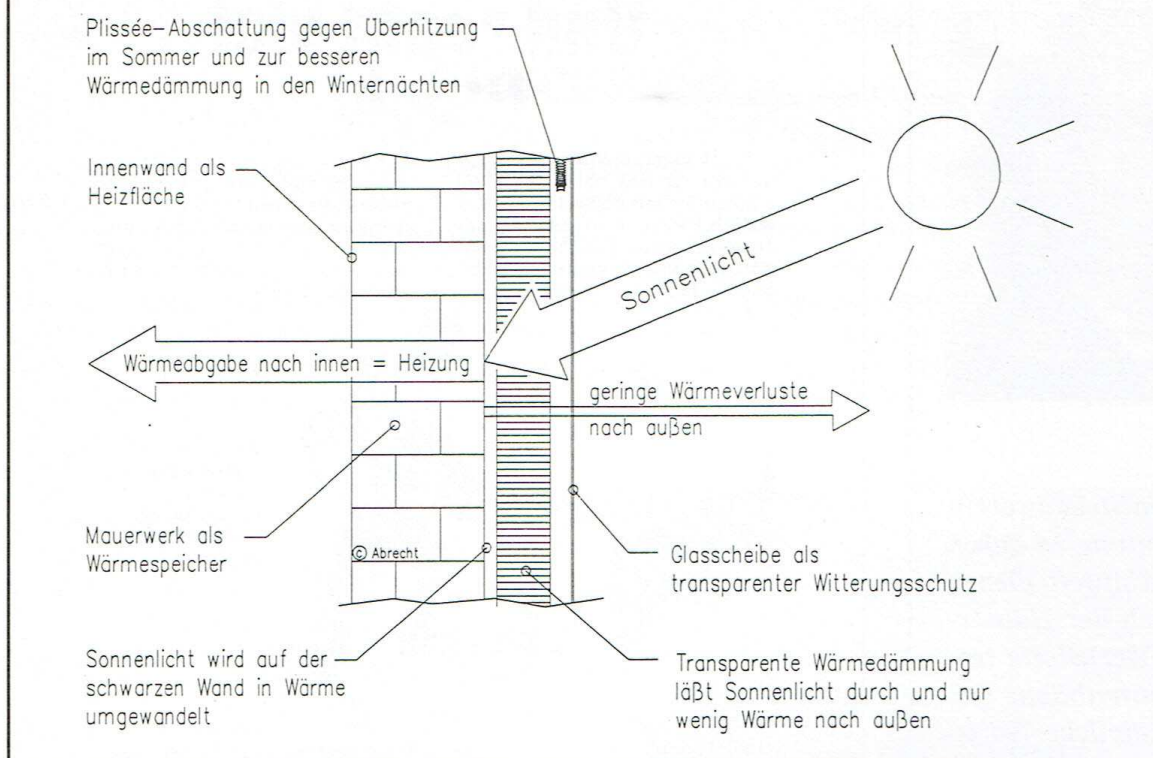 Plissée-Abschattung gegen Überhitzung
im Sommer und zur besseren
Wärmedämmung in den Winternächten
Innenwand als
Heizfläche
Sonnenlicht
Wärmeabgabe nach innen = Heizung
geringe Wärmeverluste
nach außen
Mauerwerk als
Wärmespeicher
© Abrecht
Glasscheibe als
transparenter Witterungsschutz
Sonnenlicht wird auf der
schwarzen Wand in Wärme
umgewandelt
Transparente Wärmedämmung
läßt Sonnenlicht durch und nur
wenig Wärme nach außen